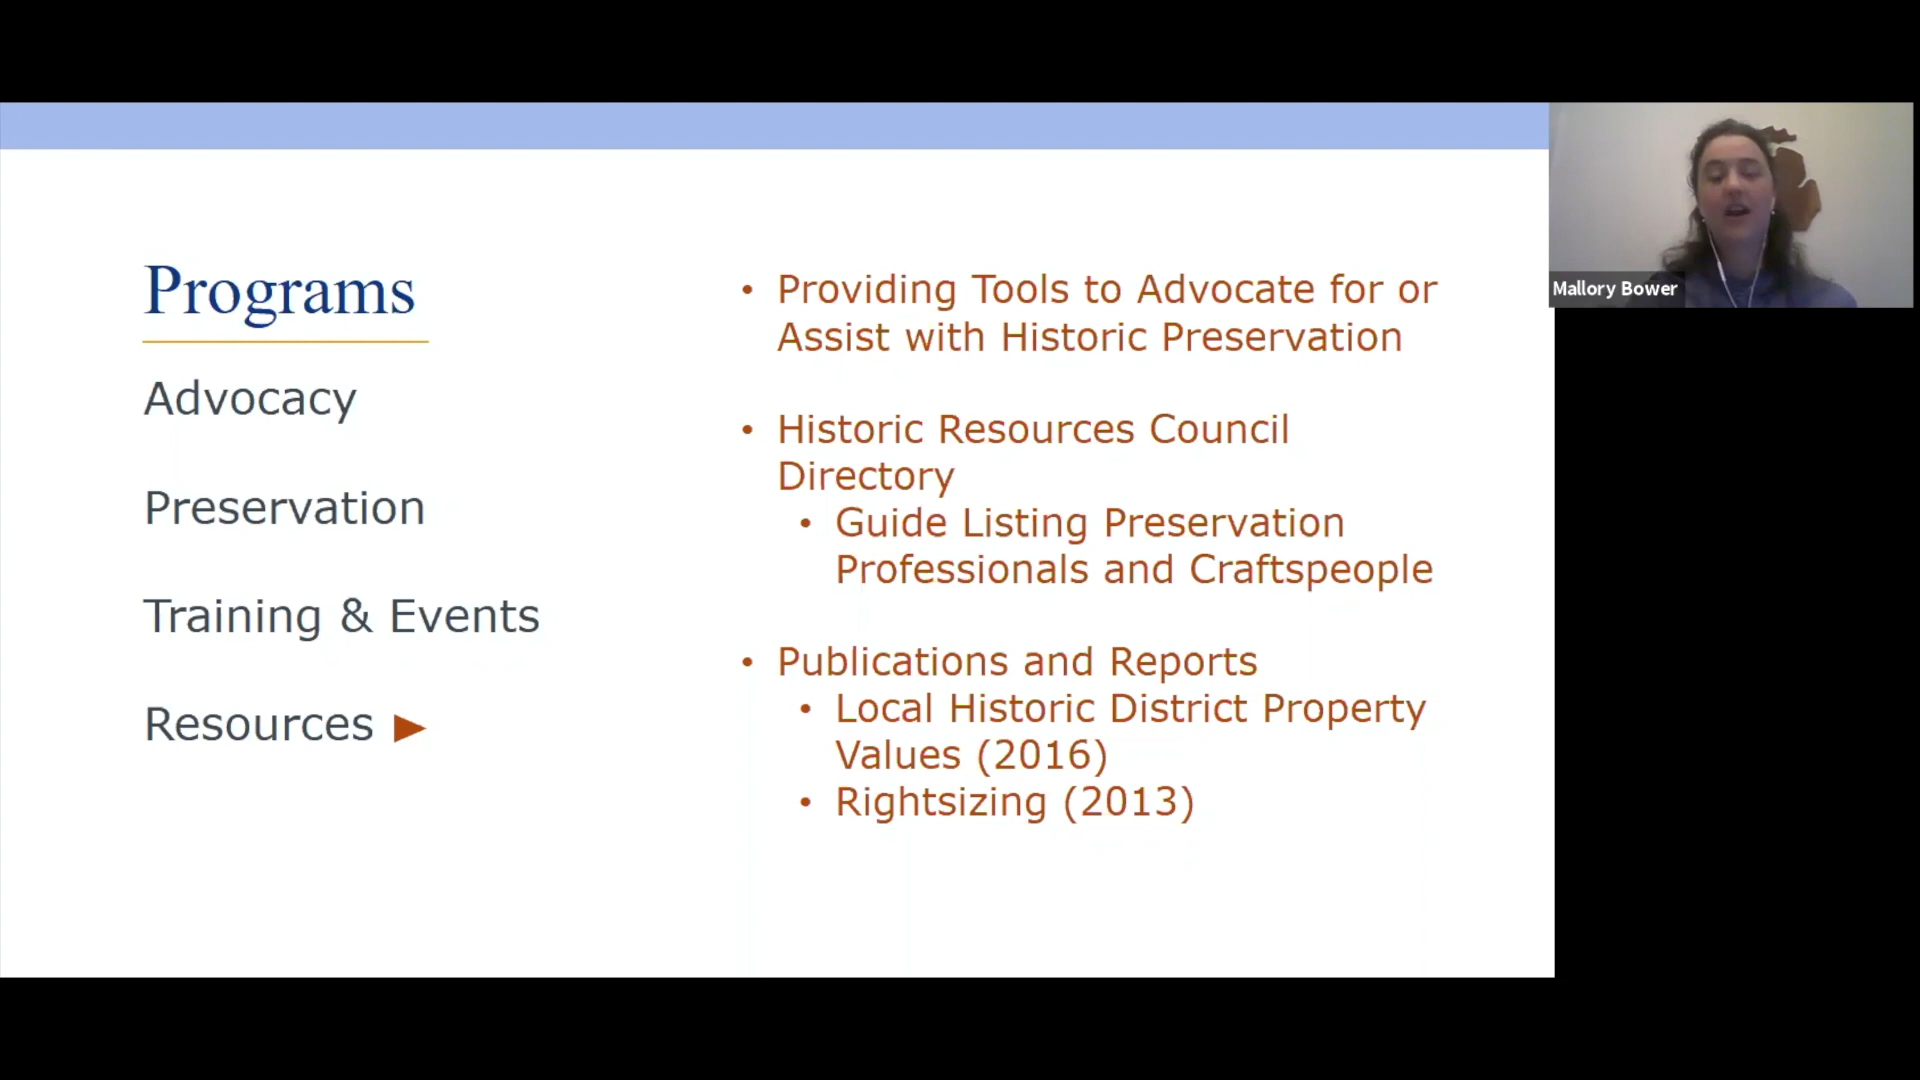 Programs
Advocacy
Preservation
Training & Events
Resources ►
• Providing Tools to Advocate for or
Assist with Historic Preservation
• Historic Resources Council
Directory
• Guide Listing Preservation
Professionals and Craftspeople
• Publications and Reports
• Local Historic District Property
Values (2016)
• Rightsizing (2013)
Mallory Bower